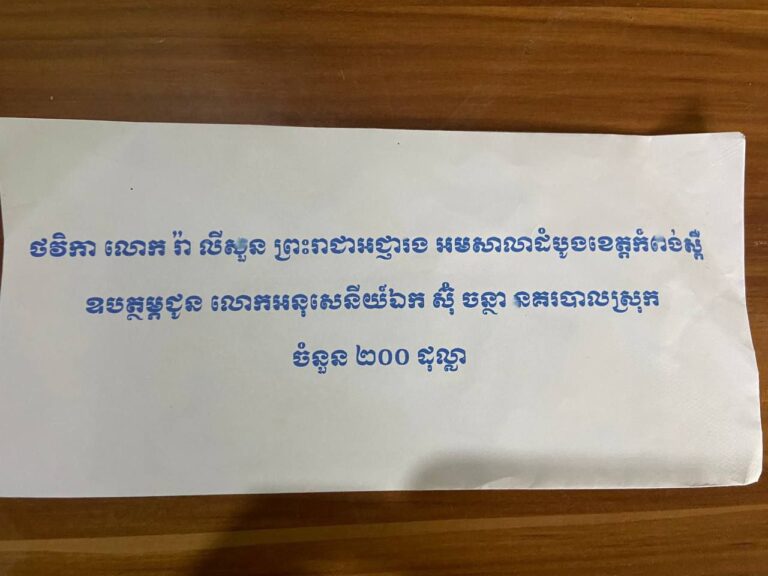 ថវិកា លោក រ៉ា លីសួន ព្រះរាជាអជ្ញារង អមសាលាដំបូងខេត្តកំពង់ស្ពឺ
ឧបត្ថម្ភជូន លោកអនុសេនីយ៍ឯក ស៊ុំ ចន្ថា នគរបាលស្រុក
ចំនួន ២០០ ដុល្លា